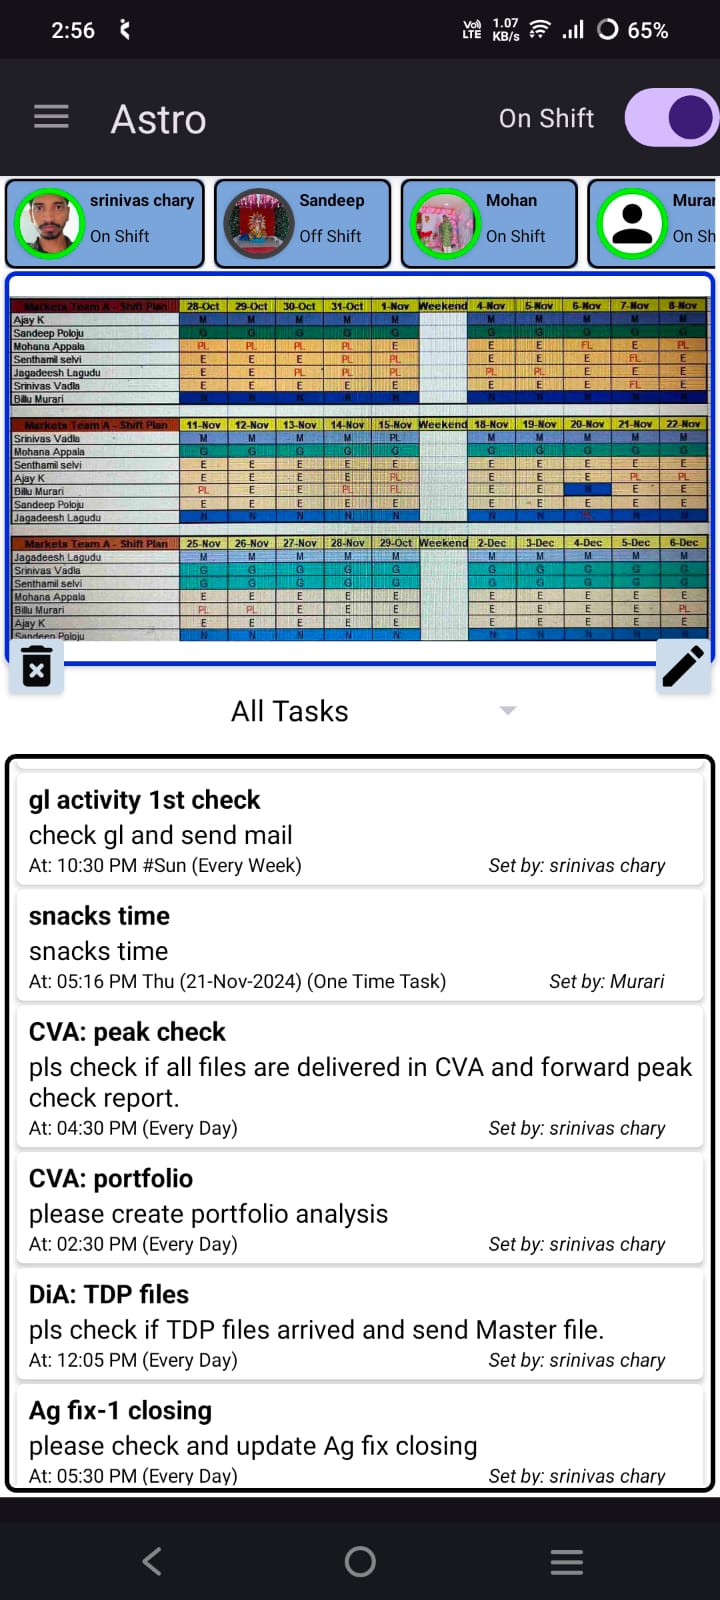 2:56 Vo) LTE 1.07 KB/s 65%
Astro On Shift
srinivas chary Sandeep Mohan Murar
On Shift Off Shift On Shift On Sh
Markets Team A - Shift Plan 28-Oct 29-Oct 30-Oct 31-Oct 1-Nov Weekend 4-Nov 5-Nov 6-Nov 7-Nov 8-Nov
Ajay K M M M M M M M M M M
Sandeep Poloju G G G G G G G G G G
Mohana Appala PL PL PL PL E E E FL E PL
Senthamil selvi E E E PL PL E E E FL E
Jagadeesh Lagudu E E PL PL PL PL PL E E E
Srinivas Vadla E E E E E E E E FL E
Billu Murari N N N N N N N N N N
Markets Team A - Shift Plan 11-Nov 12-Nov 13-Nov 14-Nov 15-Nov Weekend 18-Nov 19-Nov 20-Nov 21-Nov 22-Nov
Srinivas Vadla M M M M PL M M M M M
Mohana Appala G G G G G G G G G G
Senthamil selvi E E E E E E E E E E
Ajay K E E E E PL E E E PL PL
Billu Murari PL E E PL FL E E N E E
Sandeep Poloju E E E E E E E E E E
Jagadeesh Lagudu N N N N N N N N N
Markets Team A - Shift Plan 25-Nov 26-Nov 27-Nov 28-Nov 29-Oct Weekend 2-Dec 3-Dec 4-Dec 5-Dec 6-Dec
Jagadeesh Lagudu M M M M M M M M M M
Srinivas Vadla G G G G G G G G G G
Senthamil selvi G G G G G G G G G G
Mohana Appala E E E E E E E E E E
Billu Murari PL PL E E E E E E E PL
Ajay K E E E E E E E E E E
Sandeep Poloju N N N N N N N N N N
All Tasks
gl activity 1st check
check gl and send mail
At: 10:30 PM #Sun (Every Week) Set by: srinivas chary
snacks time
snacks time
At: 05:16 PM Thu (21-Nov-2024) (One Time Task) Set by: Murari
CVA: peak check
pls check if all files are delivered in CVA and forward peak
check report.
At: 04:30 PM (Every Day) Set by: srinivas chary
CVA: portfolio
please create portfolio analysis
At: 02:30 PM (Every Day) Set by: srinivas chary
DiA: TDP files
pls check if TDP files arrived and send Master file.
At: 12:05 PM (Every Day) Set by: srinivas chary
Ag fix-1 closing
please check and update Ag fix closing
At: 05:30 PM (Every Day) Set by: srinivas chary